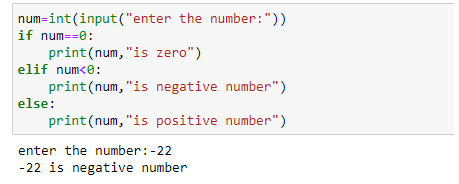 num=int(input("enter the number:"))
if num==0:
    print(num,"is zero")
elif num<0:
    print(num,"is negative number")
else:
    print(num,"is positive number")
enter the number:-22
-22 is negative number